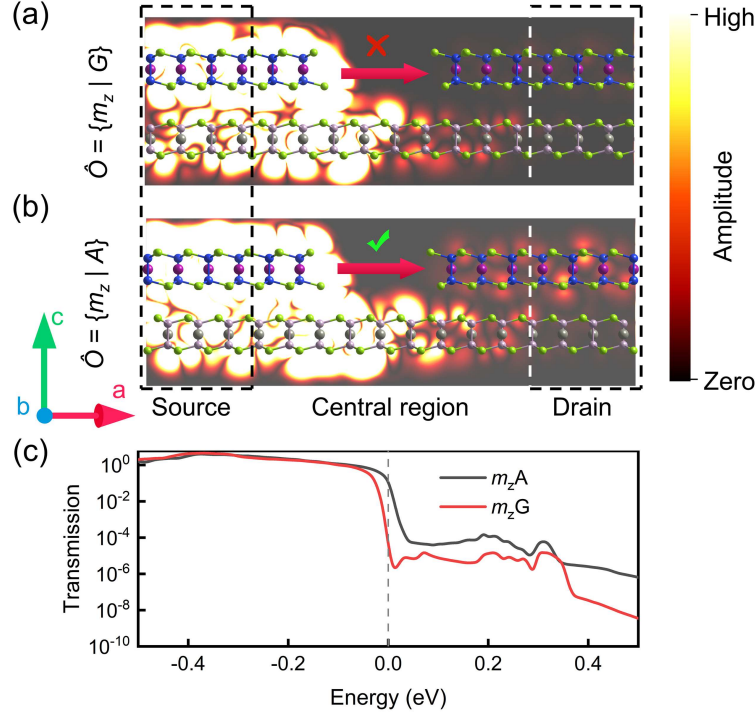 (a)
Ô = {m_z | G}
High
Amplitude
Zero
(b)
Ô = {m_z | A}
c
b
a
Source
Central region
Drain
(c)
Transmission
10^0
10^-2
10^-4
10^-6
10^-8
10^-10
m_zA
m_zG
-0.4
-0.2
0.0
0.2
0.4
Energy (eV)